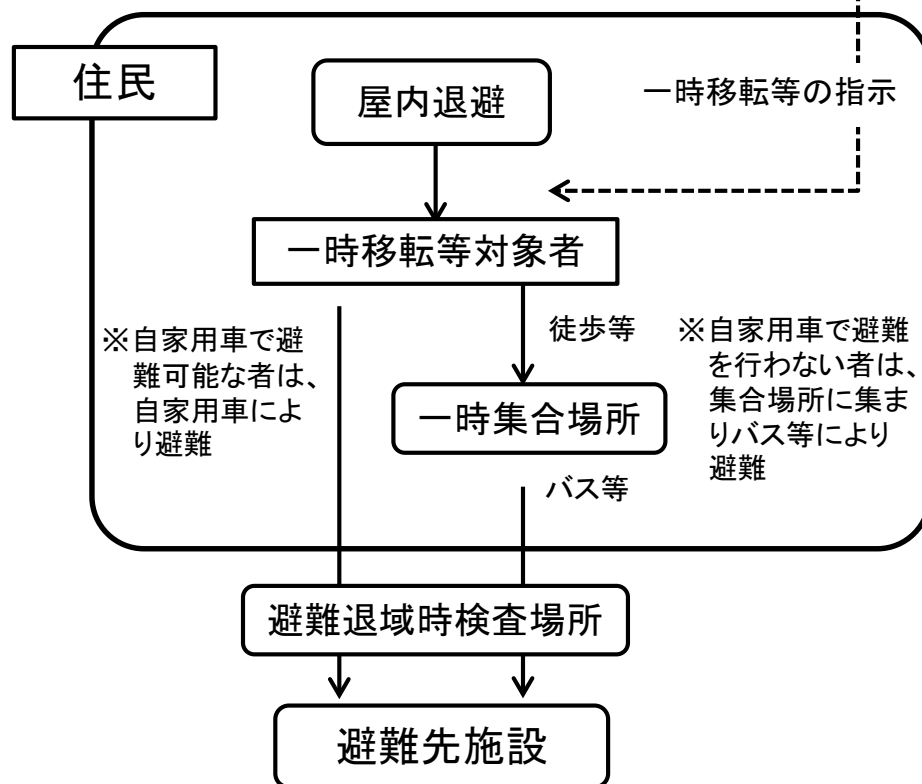 住民
屋内退避
一時移転等の指示
一時移転等対象者
※自家用車で避
難可能な者は、
自家用車によ
り避難
徒歩等
※自家用車で避難
を行わない者は、
集合場所に集ま
りバス等により
避難
一時集合場所
バス等
避難退域時検査場所
避難先施設